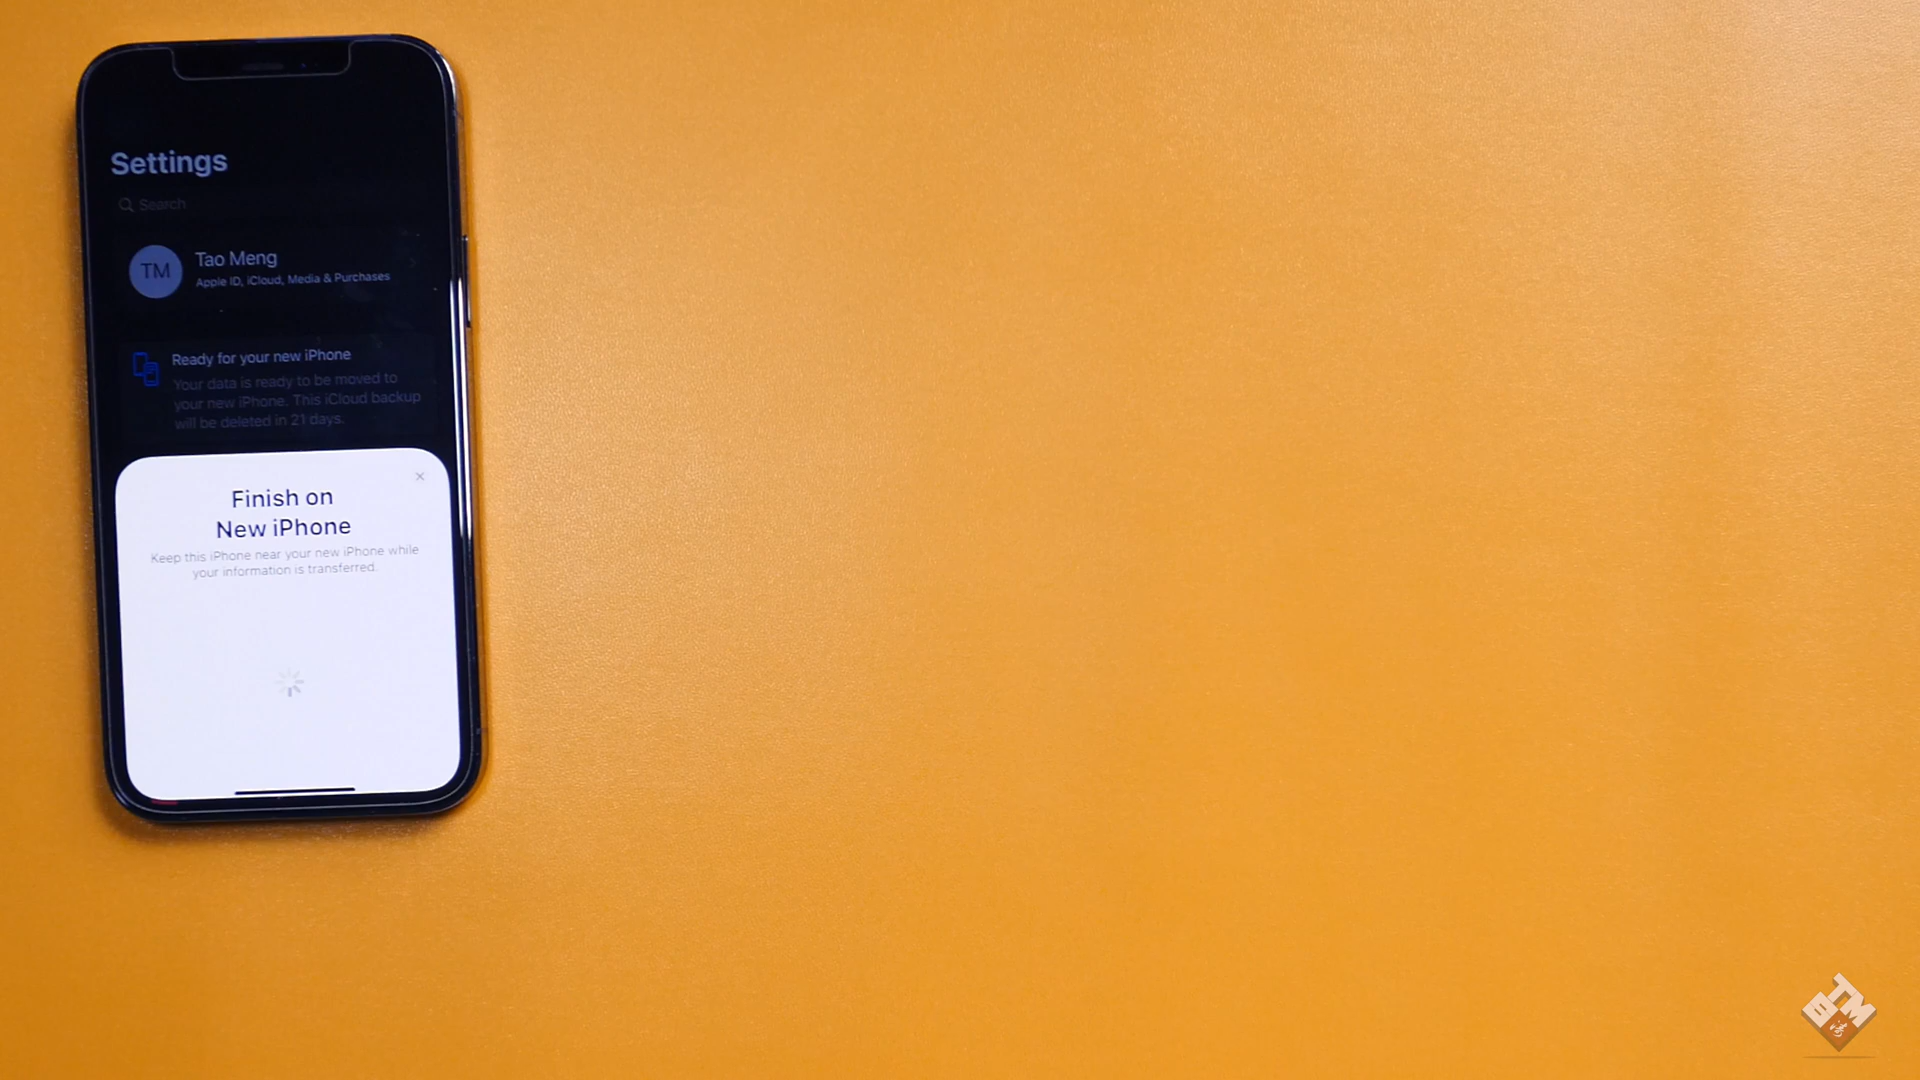 Settings
Search
TM
Tao Meng
Apple ID, iCloud, Media & Purchases
Ready for your new iPhone
Your data is ready to be moved to
your new iPhone. This iCloud backup
will be deleted in 21 days.
Finish on
New iPhone
Keep this iPhone near your new iPhone while
your information is transferred.
BTM